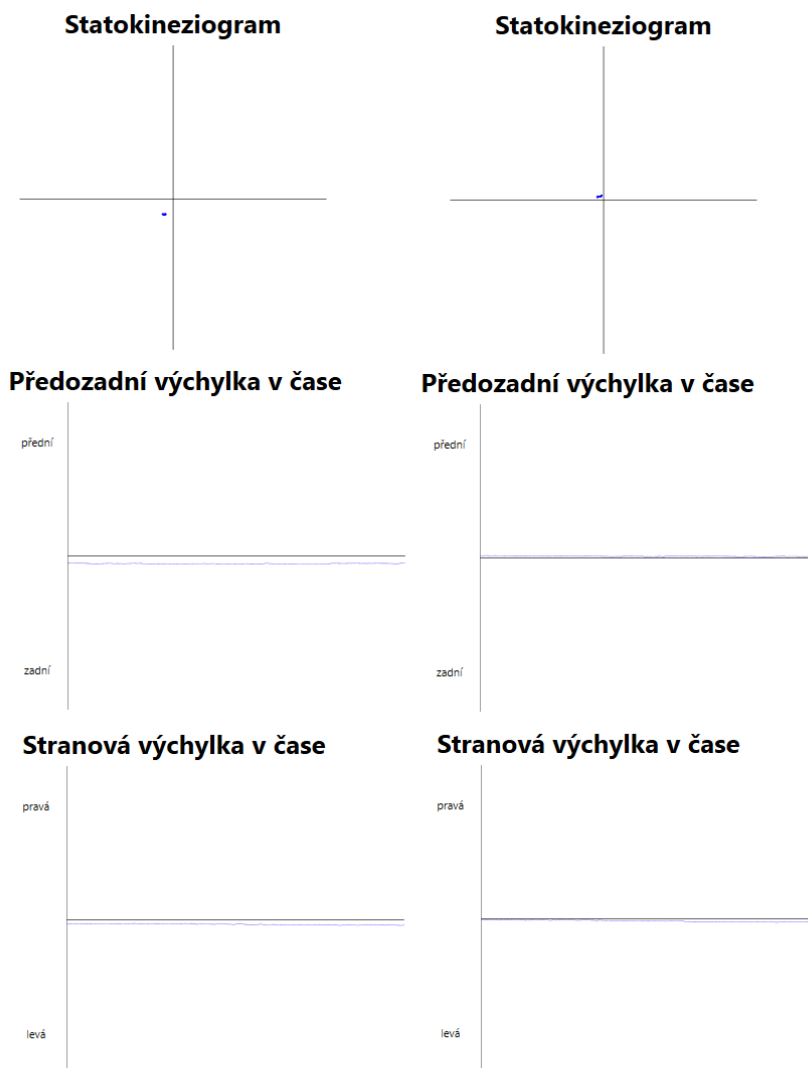 Statokineziogram
Statokineziogram
Předozadní výchylka v čase
Předozadní výchylka v čase
přední
přední
zadní
zadní
Stranová výchylka v čase
Stranová výchylka v čase
pravá
pravá
levá
levá